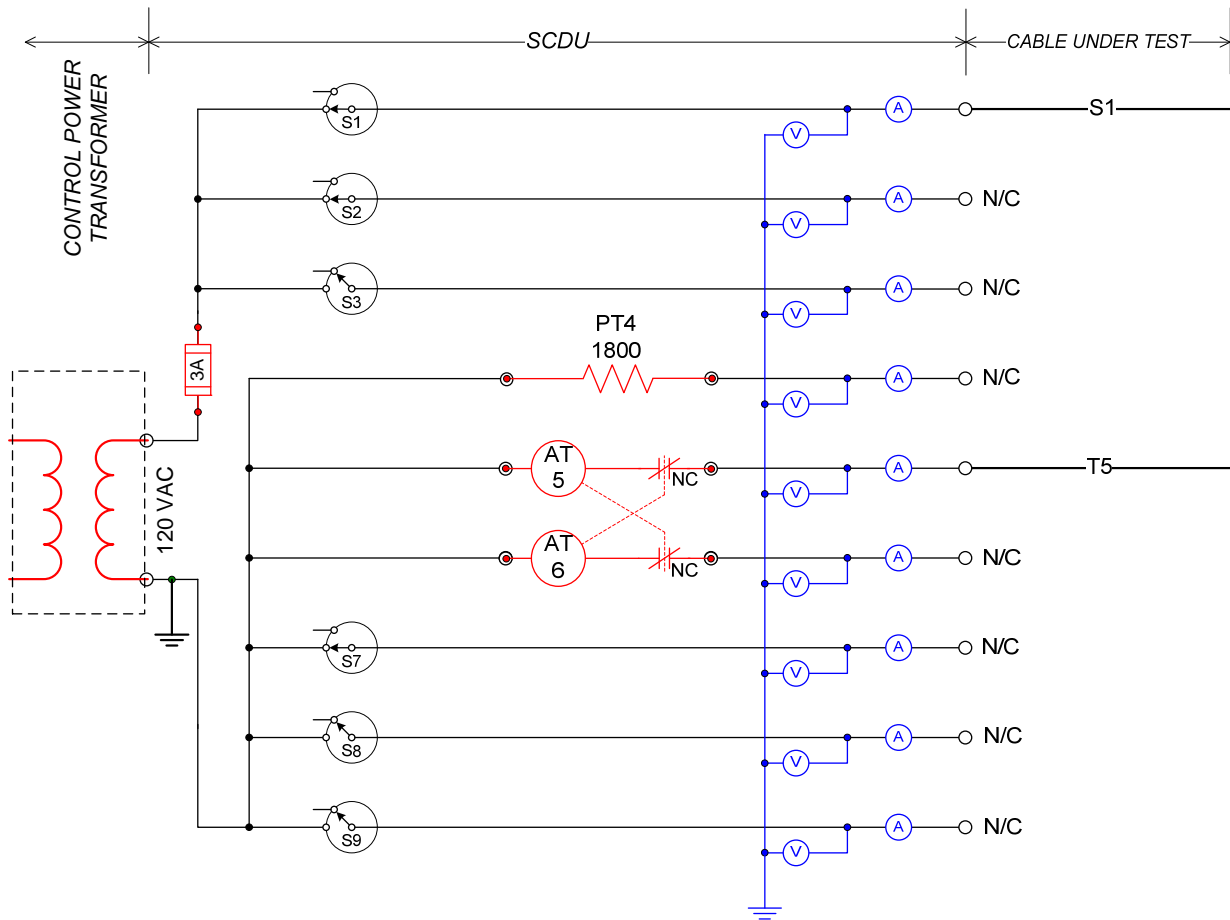 SCDU
CABLE UNDER TEST
CONTROL POWER
TRANSFORMER
S1
V
A
S1
S2
V
A
N/C
S3
V
A
N/C
3A
PT4
1800
V
A
N/C
120 VAC
AT
5
NC
V
A
T5
AT
6
NC
V
A
N/C
S7
V
A
N/C
S8
V
A
N/C
S9
V
A
N/C